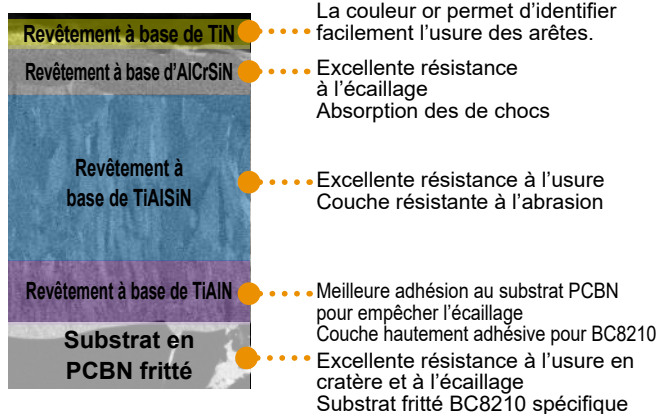 La couleur or permet d'identifier
Revêtement à base de TiN
facilement l'usure des arêtes.
Revêtement à base d'AlCrSiN
Excellente résistance
à l'écaillage
Absorption des de chocs
Revêtement à
base de TiAlSiN
Excellente résistance à l'usure
Couche résistante à l'abrasion
Revêtement à base de TiAlN
Meilleure adhésion au substrat PCBN
pour empêcher l'écaillage
Couche hautement adhésive pour BC8210
Substrat en
PCBN fritté
Excellente résistance à l'usure en
cratère et à l'écaillage
Substrat fritté BC8210 spécifique